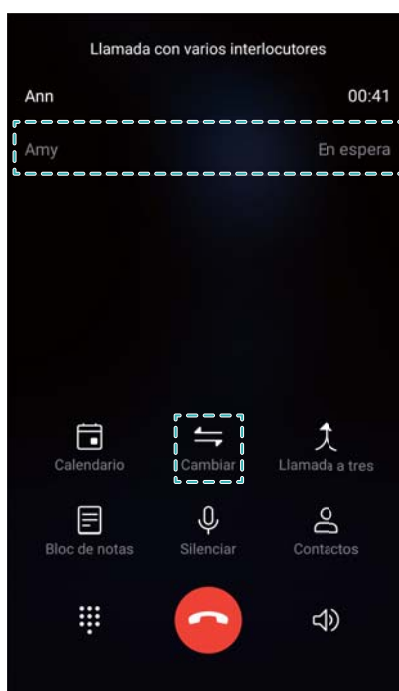 Llamada con varios interlocutores
Ann 00:41
Amy En espera
Calendario Cambiar Llamada a tres
Bloc de notas Silenciar Contactos